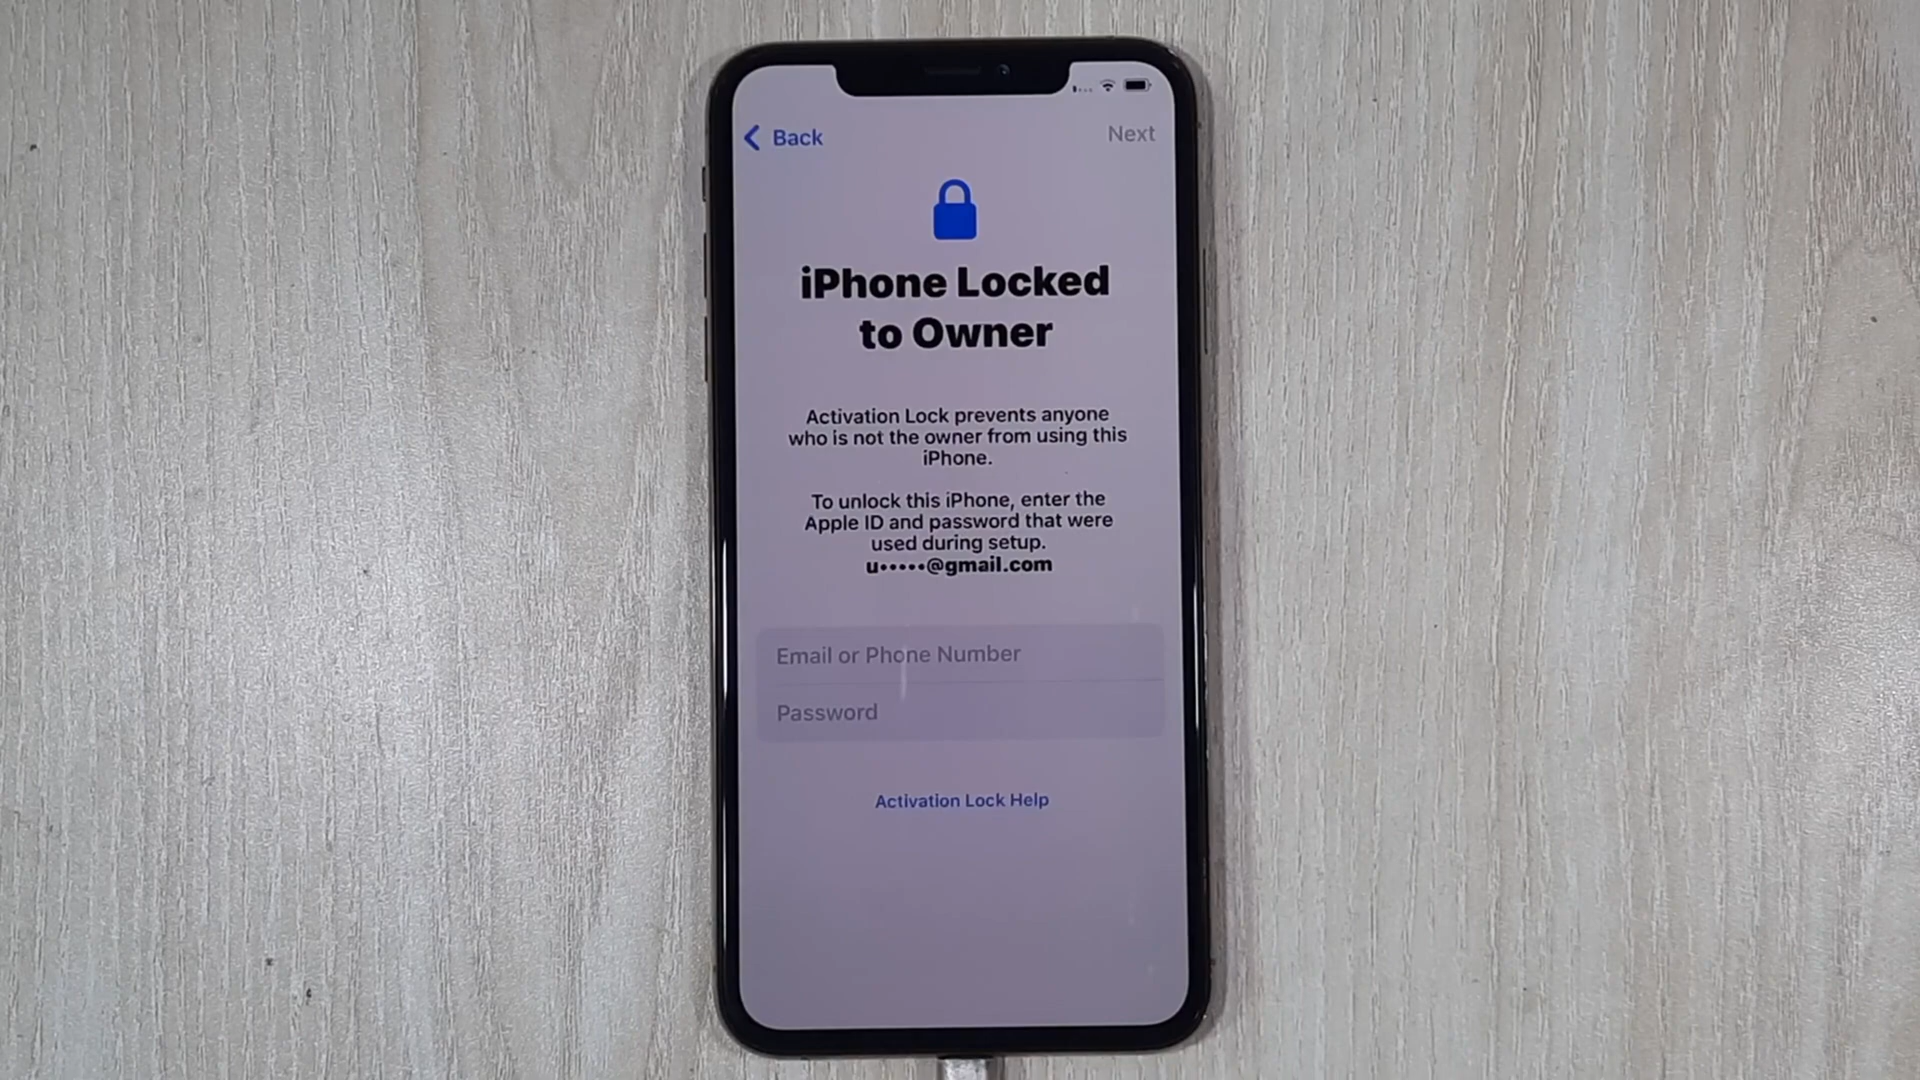 Back
Next
iPhone Locked
to Owner
Activation Lock prevents anyone
who is not the owner from using this
iPhone.
To unlock this iPhone, enter the
Apple ID and password that were
used during setup.
u•••••@gmail.com
Email or Phone Number
Password
Activation Lock Help